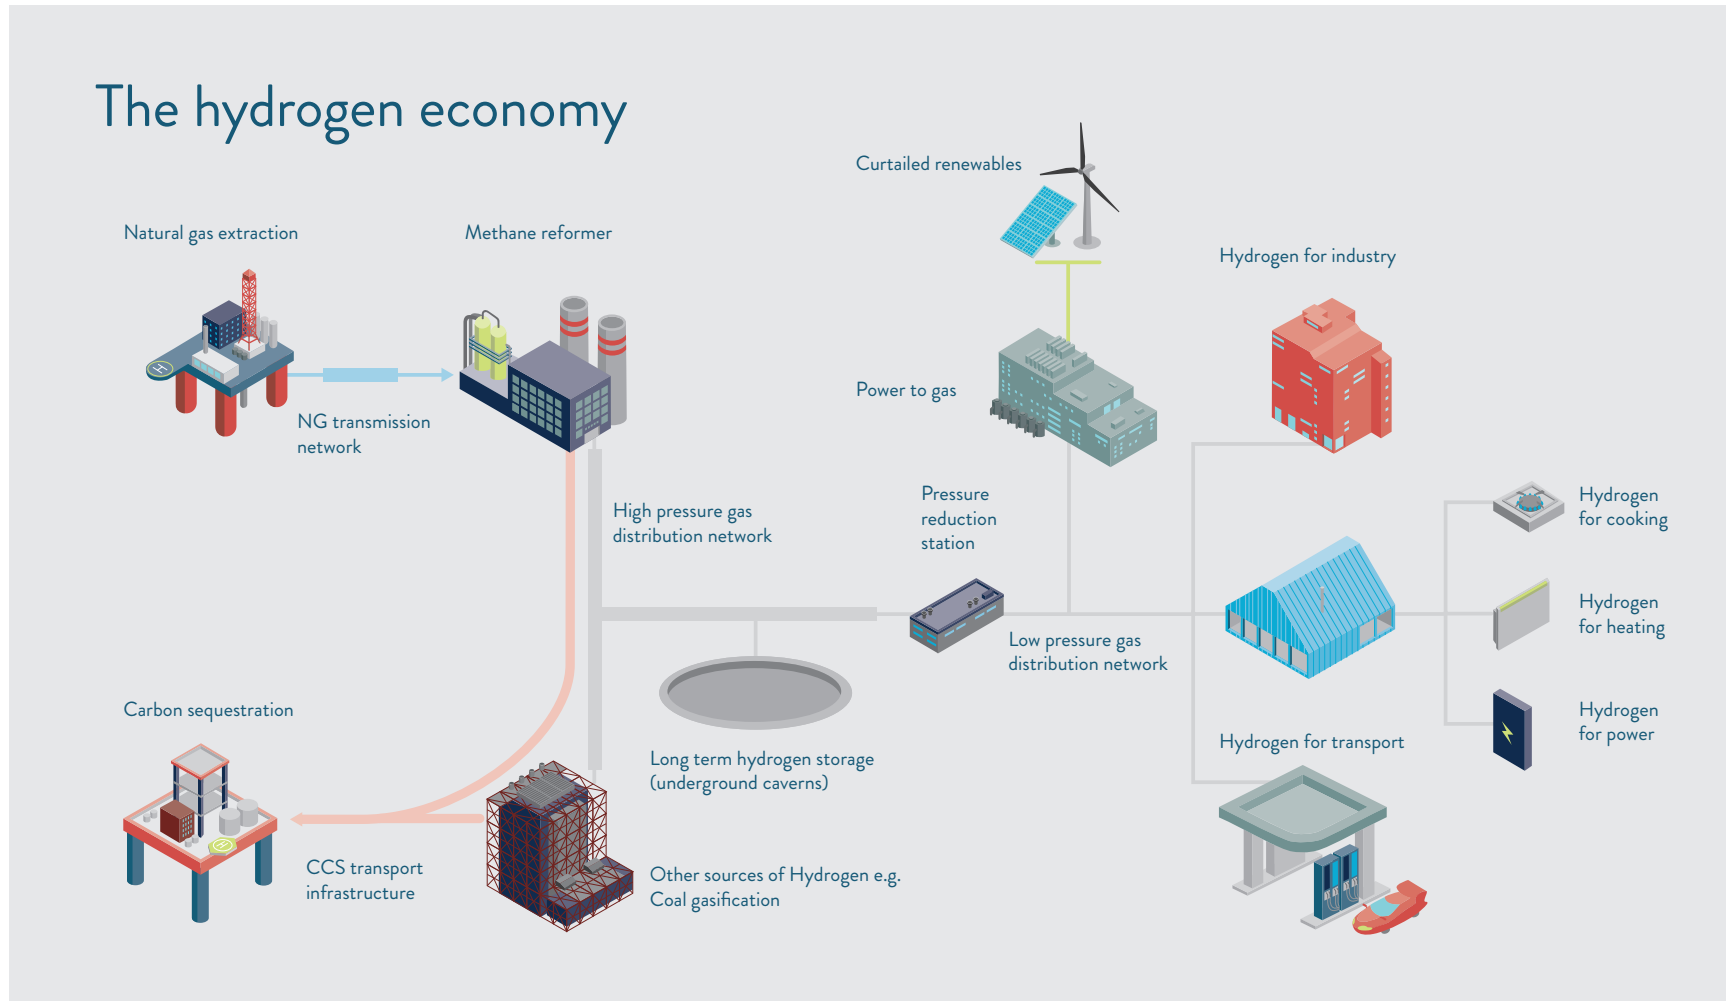 The hydrogen economy
Curtailed renewables
Natural gas extraction
Methane reformer
Hydrogen for industry
NG transmission
network
Power to gas
High pressure gas
distribution network
Pressure
reduction
station
Hydrogen
for cooking
Hydrogen
for heating
Low pressure gas
distribution network
Carbon sequestration
Hydrogen
for power
Hydrogen for transport
Long term hydrogen storage
(underground caverns)
CCS transport
infrastructure
Other sources of Hydrogen e.g.
Coal gasification
H
H